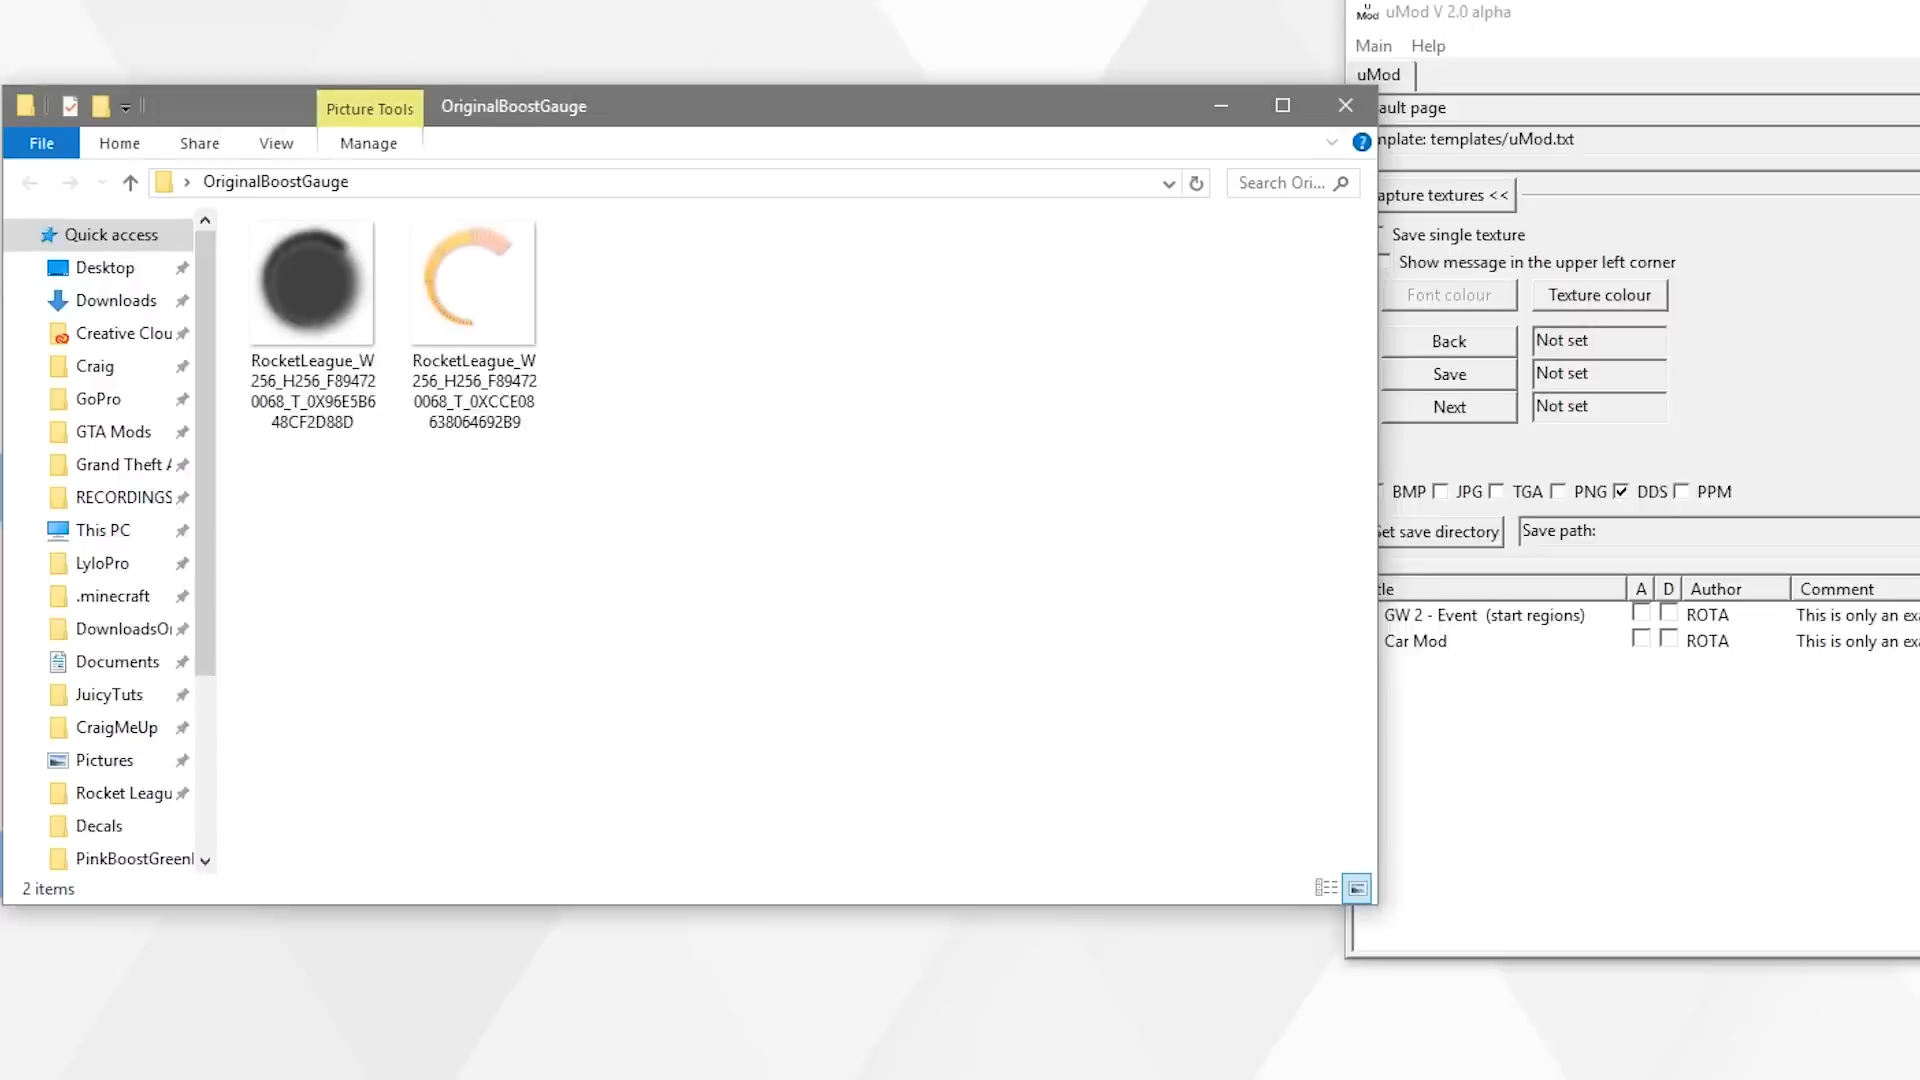 U
Mod
uMod V 2.0 alpha
Main Help
uMod
ault page
nplate: templates/uMod.txt
apture textures <<
Save single texture
Show message in the upper left corner
Font colour Texture colour
Back Not set
Save Not set
Next Not set
BMP JPG TGA PNG DDS PPM
Set save directory Save path:
tle A D Author Comment
GW 2 - Event (start regions) ROTA This is only an exa
Car Mod ROTA This is only an exa
Picture Tools OriginalBoostGauge
File Home Share View Manage
OriginalBoostGauge Search Ori...
Quick access
Desktop
Downloads
Creative Clou
Craig
GoPro
GTA Mods
Grand Theft A
RECORDINGS
This PC
LyloPro
.minecraft
DownloadsOr
Documents
JuicyTuts
CraigMeUp
Pictures
Rocket Leagu
Decals
PinkBoostGreenl
RocketLeague_W
256_H256_F89472
0068_T_0X96E5B6
48CF2D88D
RocketLeague_W
256_H256_F89472
0068_T_0XCCE08
638064692B9
2 items